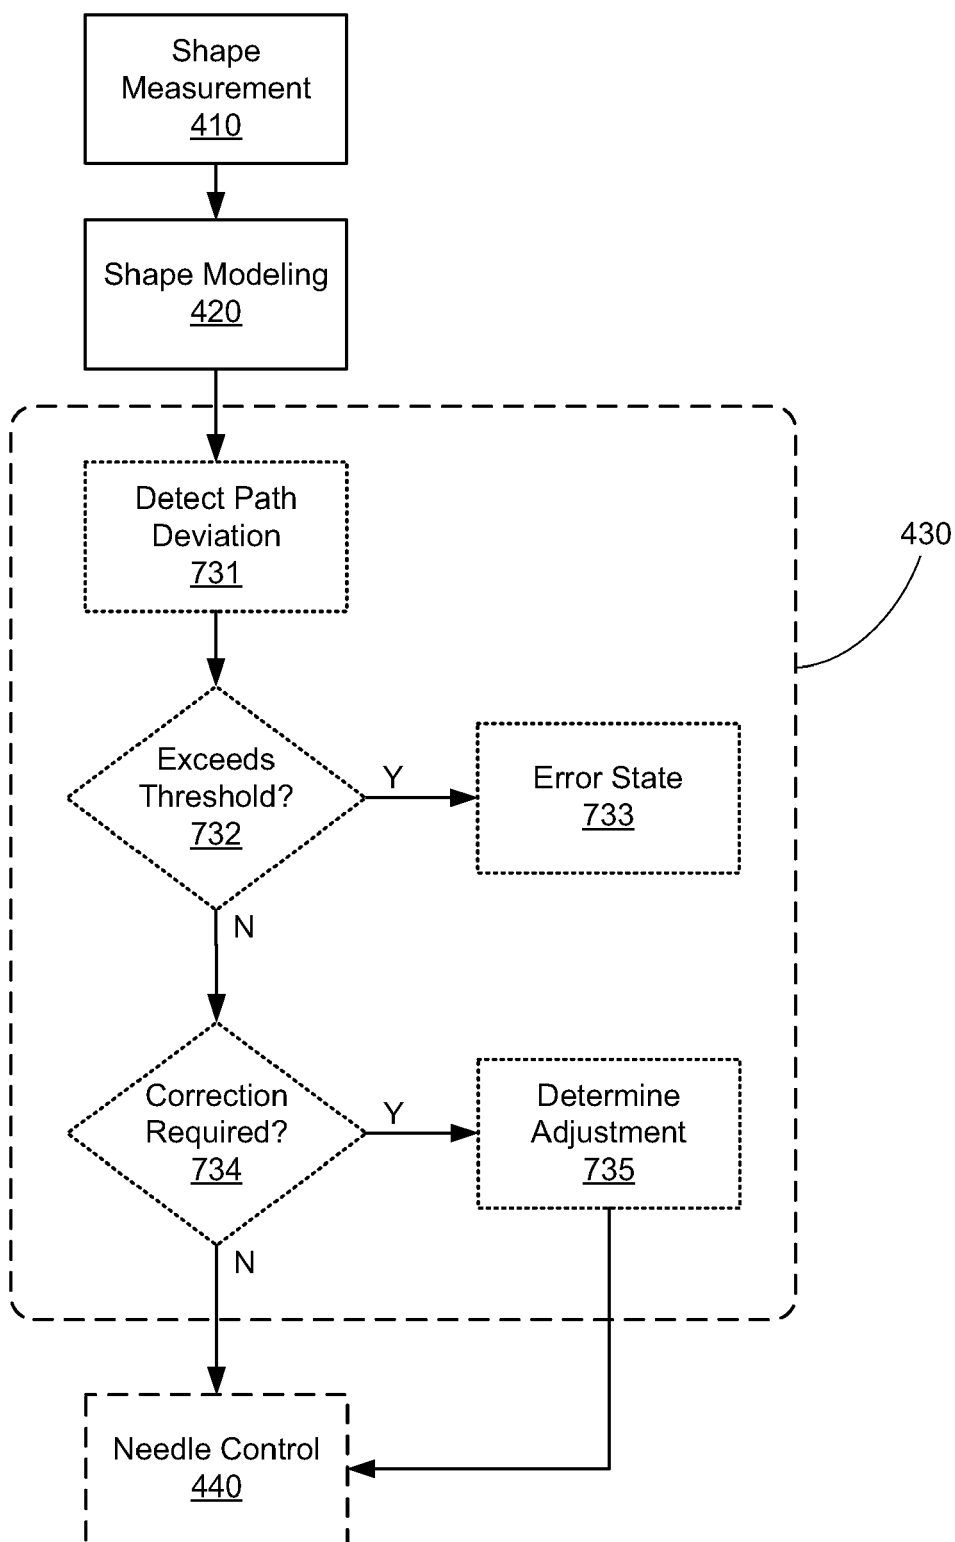 Shape
Measurement
410
Shape Modeling
420
Detect Path
Deviation
731
430
Exceeds
Threshold?
732
Y
Error State
733
N
Correction
Required?
734
Y
Determine
Adjustment
735
N
Needle Control
440